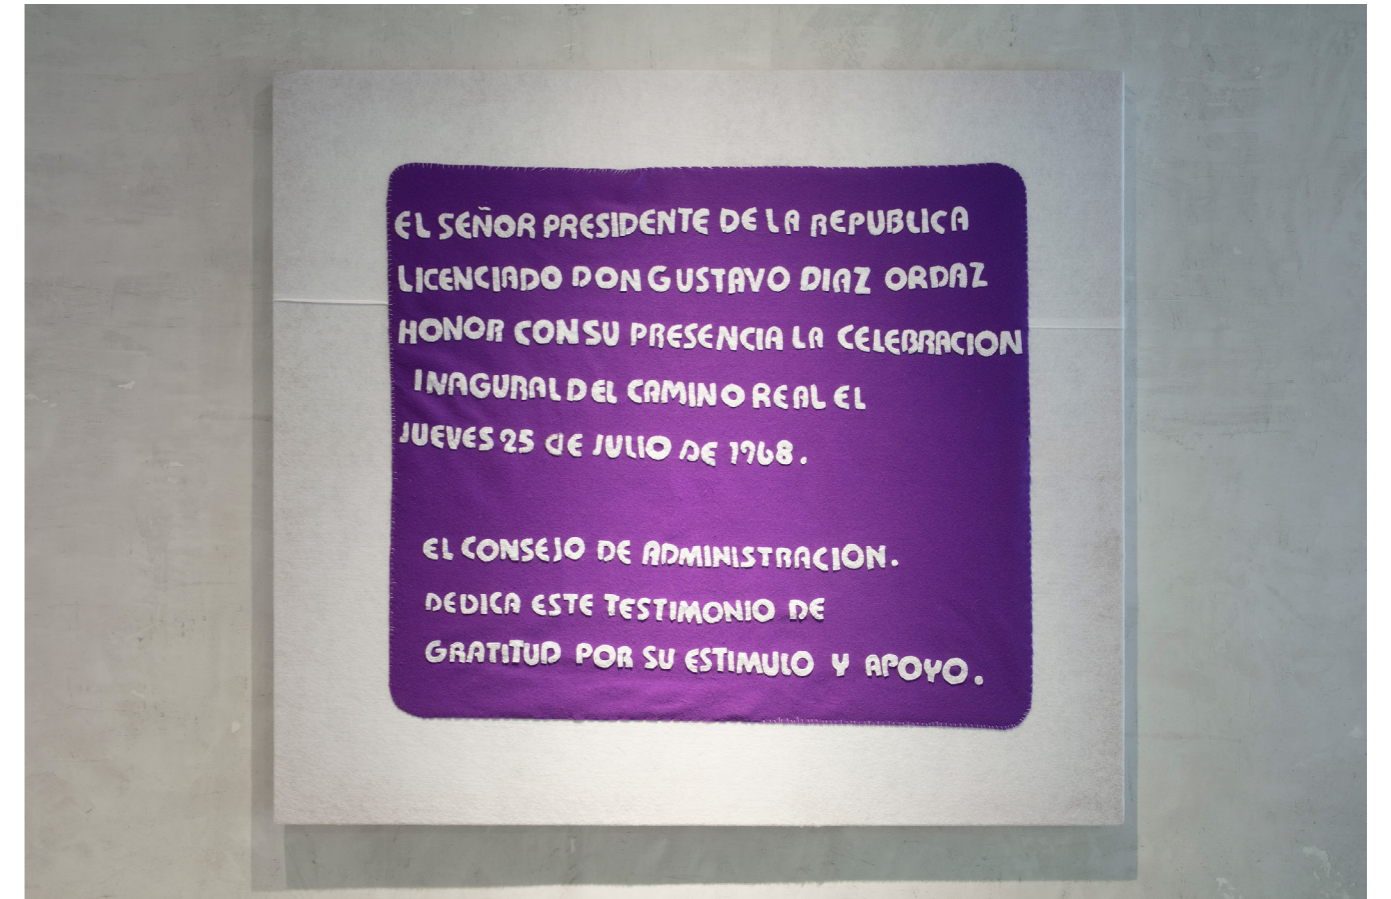 EL SEÑOR PRESIDENTE DE LA REPUBLICA
LICENCIADO DON GUSTAVO DIAZ ORDAZ
HONOR CON SU PRESENCIA LA CELEBRACION
INAGURAL DEL CAMINO REAL EL
JUEVES 25 DE JULIO DE 1968.
EL CONSEJO DE ADMINISTRACION.
DEDICA ESTE TESTIMONIO DE
GRATITUD POR SU ESTIMULO Y APOYO.